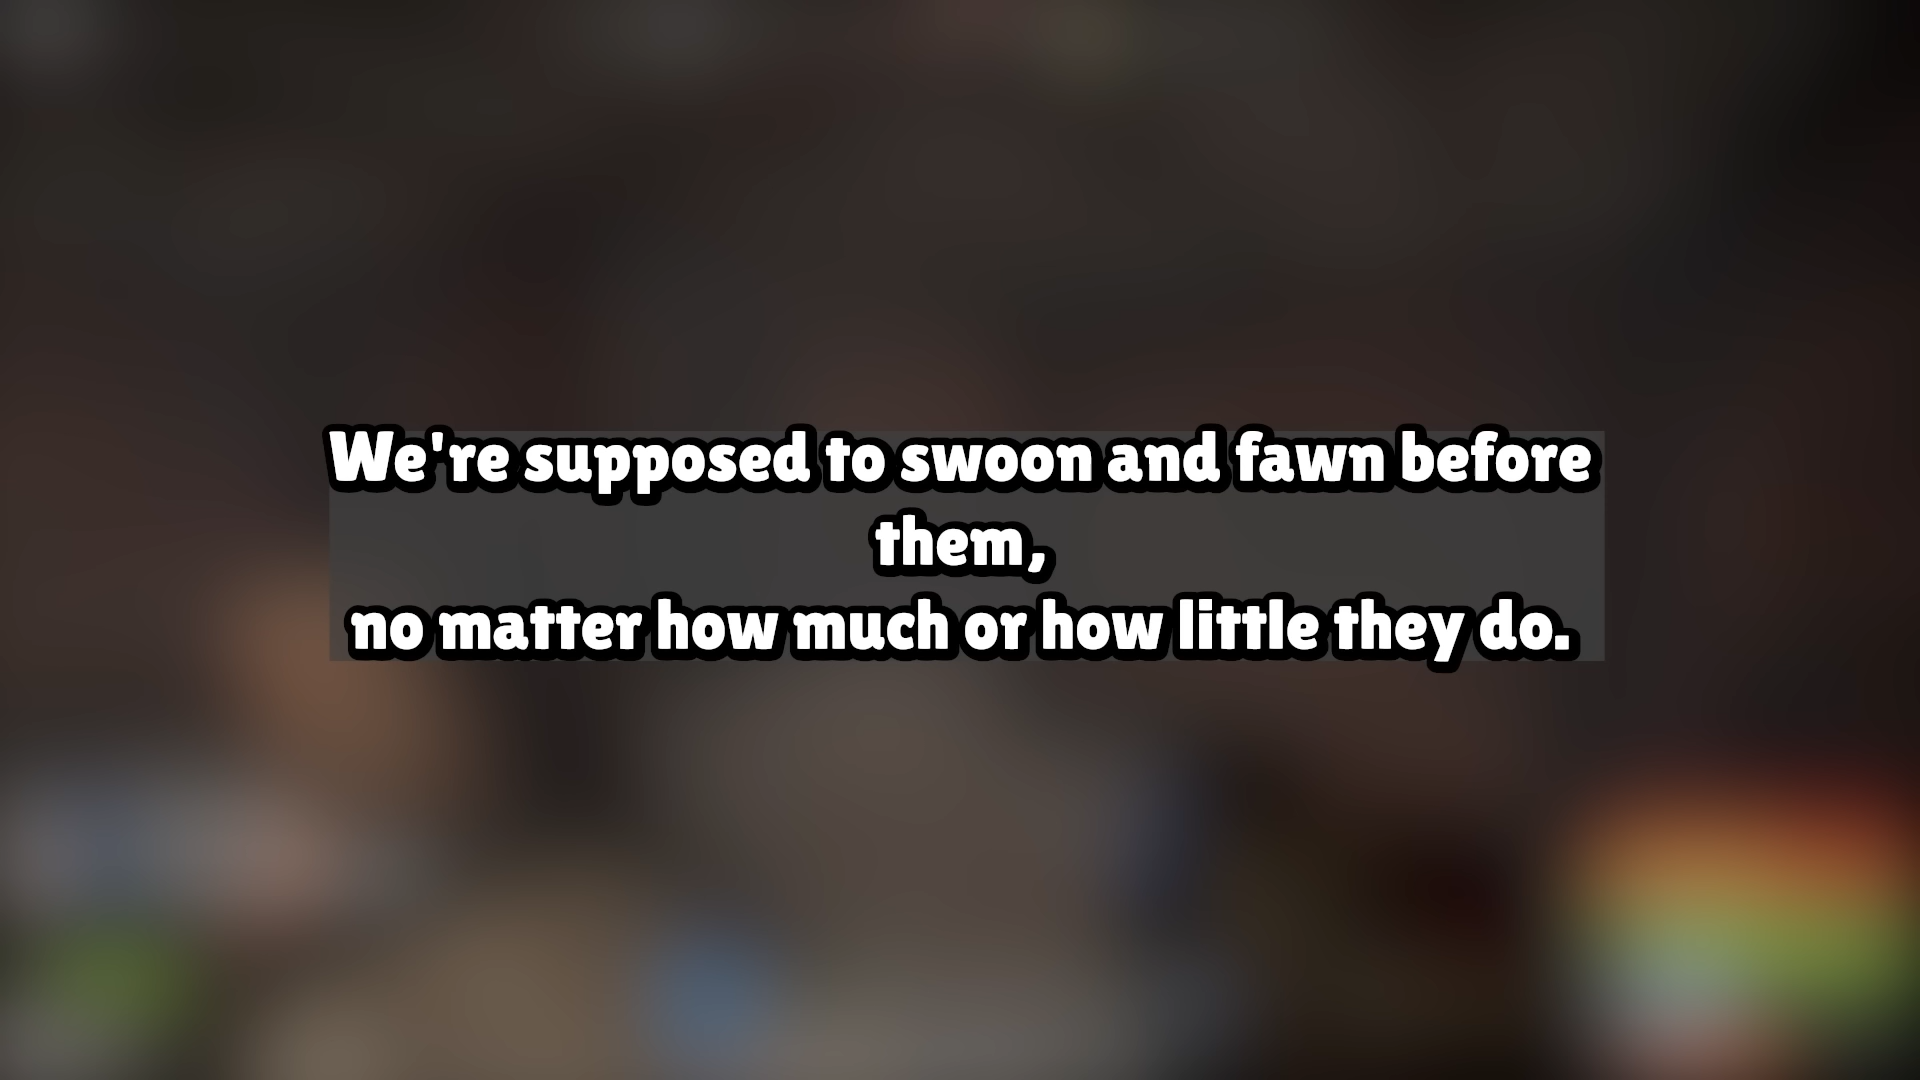 We're supposed to swoon and fawn before
them,
no matter how much or how little they do.